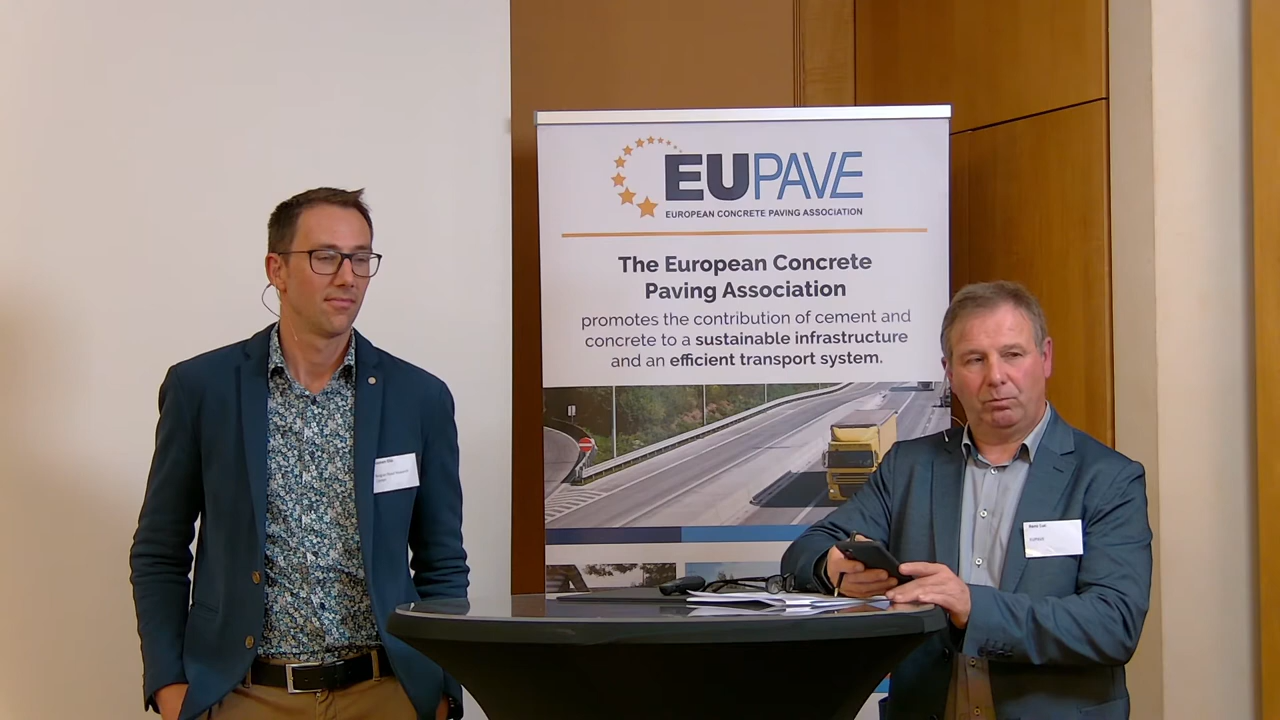 EUPAVE
EUROPEAN CONCRETE PAVING ASSOCIATION
The European Concrete
Paving Association
promotes the contribution of cement and
concrete to a sustainable infrastructure
and an efficient transport system.